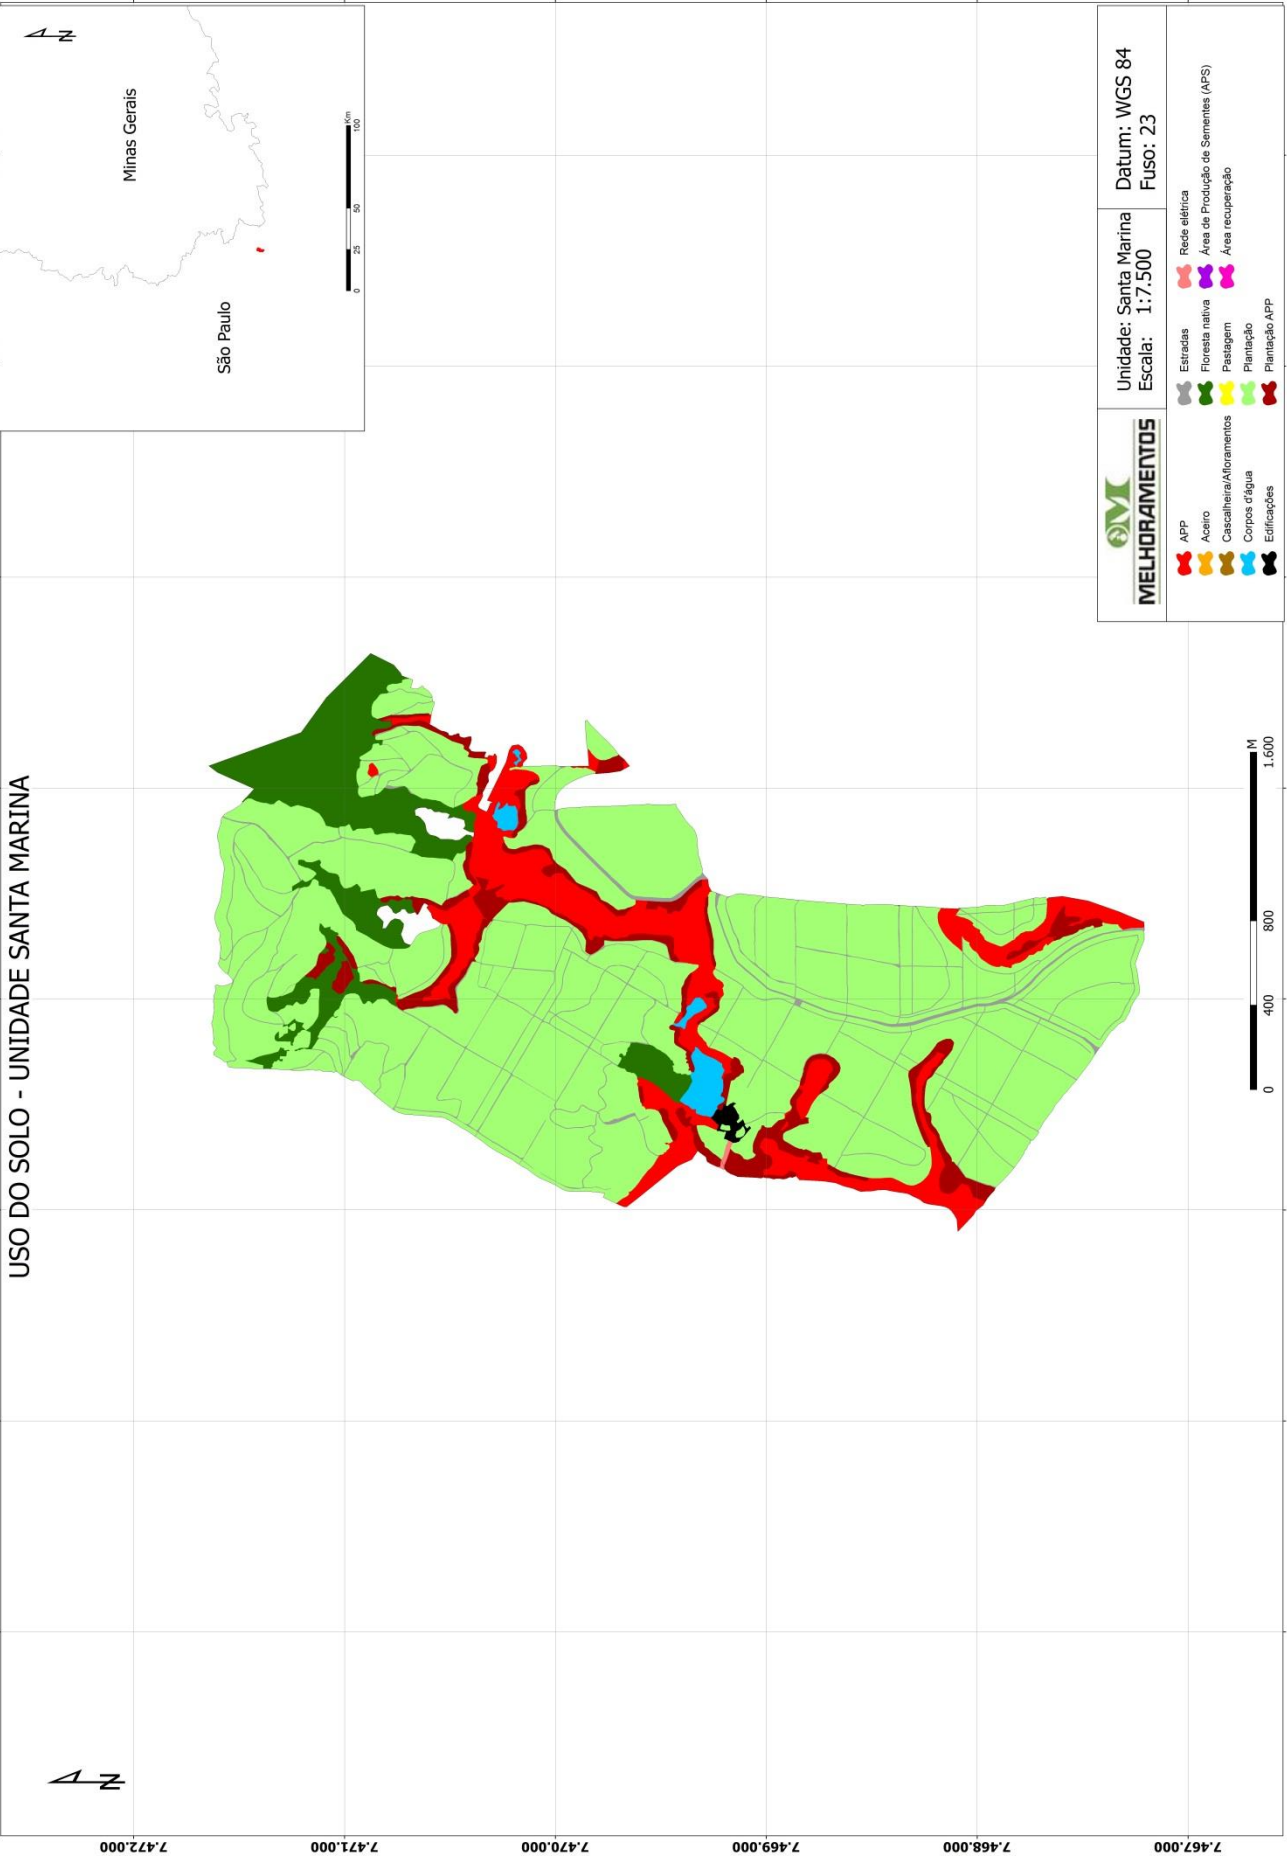 USO DO SOLO - UNIDADE SANTA MARINA
N
N
Minas Gerais
São Paulo
0 25 50 100 Km
MELHORAMENTOS
Unidade: Santa Marina
Escala: 1:7.500
Datum: WGS 84
Fuso: 23
APP
Aceiro
Cascalheira/Afloramentos
Corpos d'água
Edificações
Estradas
Floresta nativa
Pastagem
Plantação
Plantação APP
Rede elétrica
Área de Produção de Sementes (APS)
Área recuperação
0 400 800 1.600 M
7.472.000
7.471.000
7.470.000
7.469.000
7.468.000
7.467.000